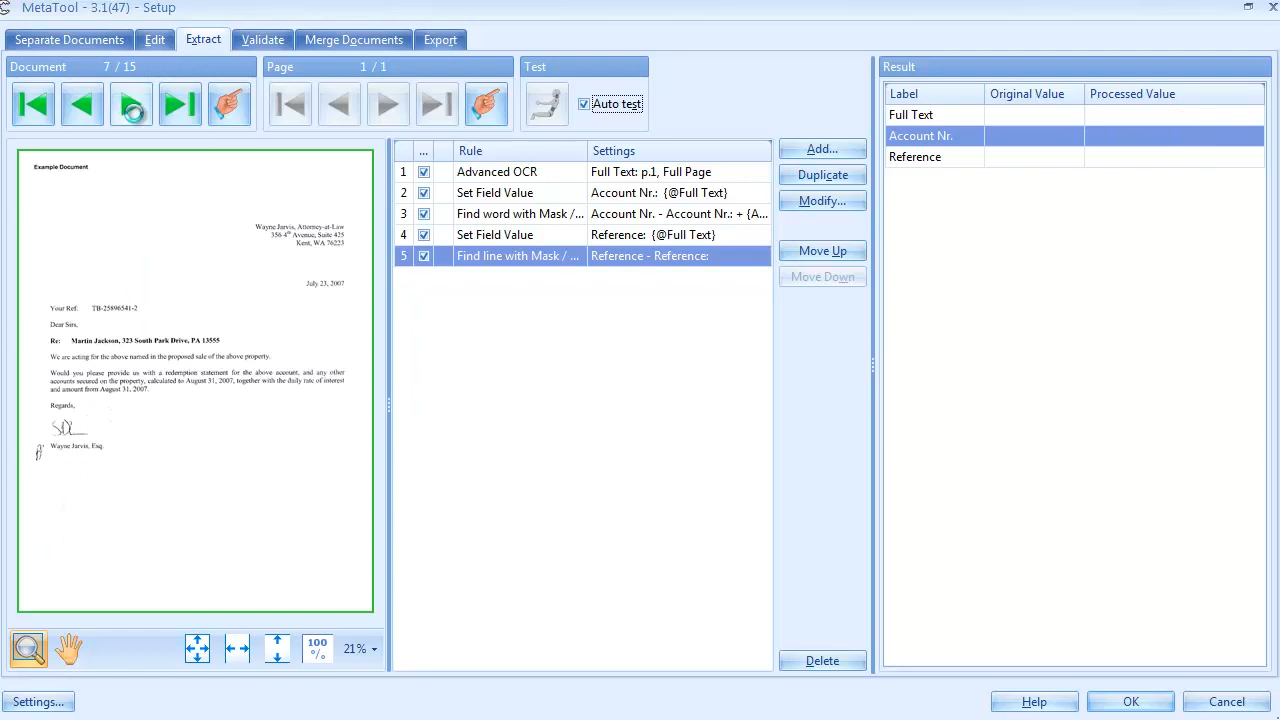 MetaTool - 3.1(47) - Setup
Separate Documents
Edit
Extract
Validate
Merge Documents
Export
Document 7 / 15
Page 1 / 1
Test
Auto test
Result
Label Original Value Processed Value
Full Text
Account Nr.
Reference
Example Document
Wayne Jarvis, Attorney-at-Law
356 4th Avenue, Suite 425
Kent, WA 76223
July 23, 2007
Your Ref: TB-25896541-2
Dear Sirs,
Re: Martin Jackson, 323 South Park Drive, PA 13555
We are acting for the above named in the proposed sale of the above property.
Would you please provide us with a redemption statement for the above account, and any other
accounts secured on the property, calculated to August 31, 2007, together with the daily rate of interest
and amount from August 31, 2007.
Regards,
Wayne Jarvis, Esq.
100
%
21%
... Rule Settings
1 Advanced OCR Full Text: p.1, Full Page
2 Set Field Value Account Nr.: {@Full Text}
3 Find word with Mask /... Account Nr. - Account Nr.: + {A...
4 Set Field Value Reference: {@Full Text}
5 Find line with Mask / ... Reference - Reference:
Add...
Duplicate
Modify...
Move Up
Move Down
Delete
Settings...
Help
OK
Cancel